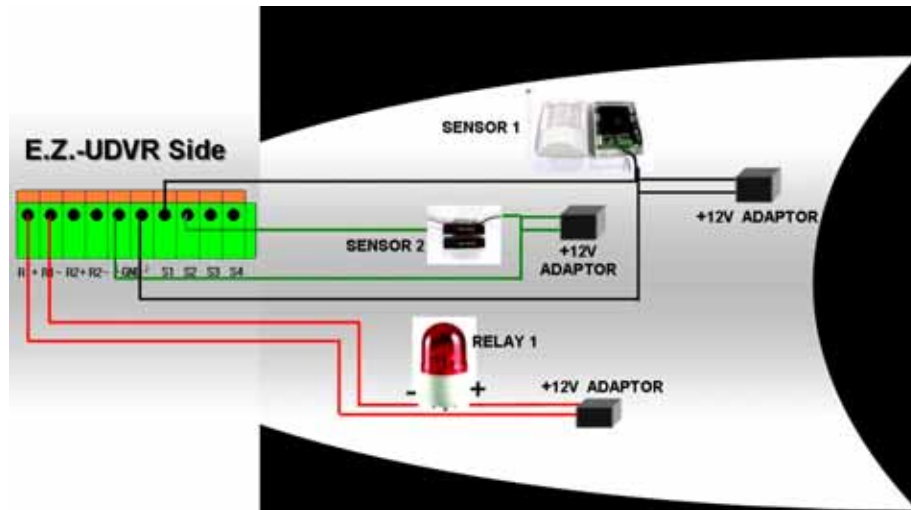 SENSOR 1
E.Z.-UDVR Side
+12V ADAPTOR
SENSOR 2
+12V
ADAPTOR
R1+ R1- R2+ R2- GND S1 S2 S3 S4
RELAY 1
- +
+12V ADAPTOR